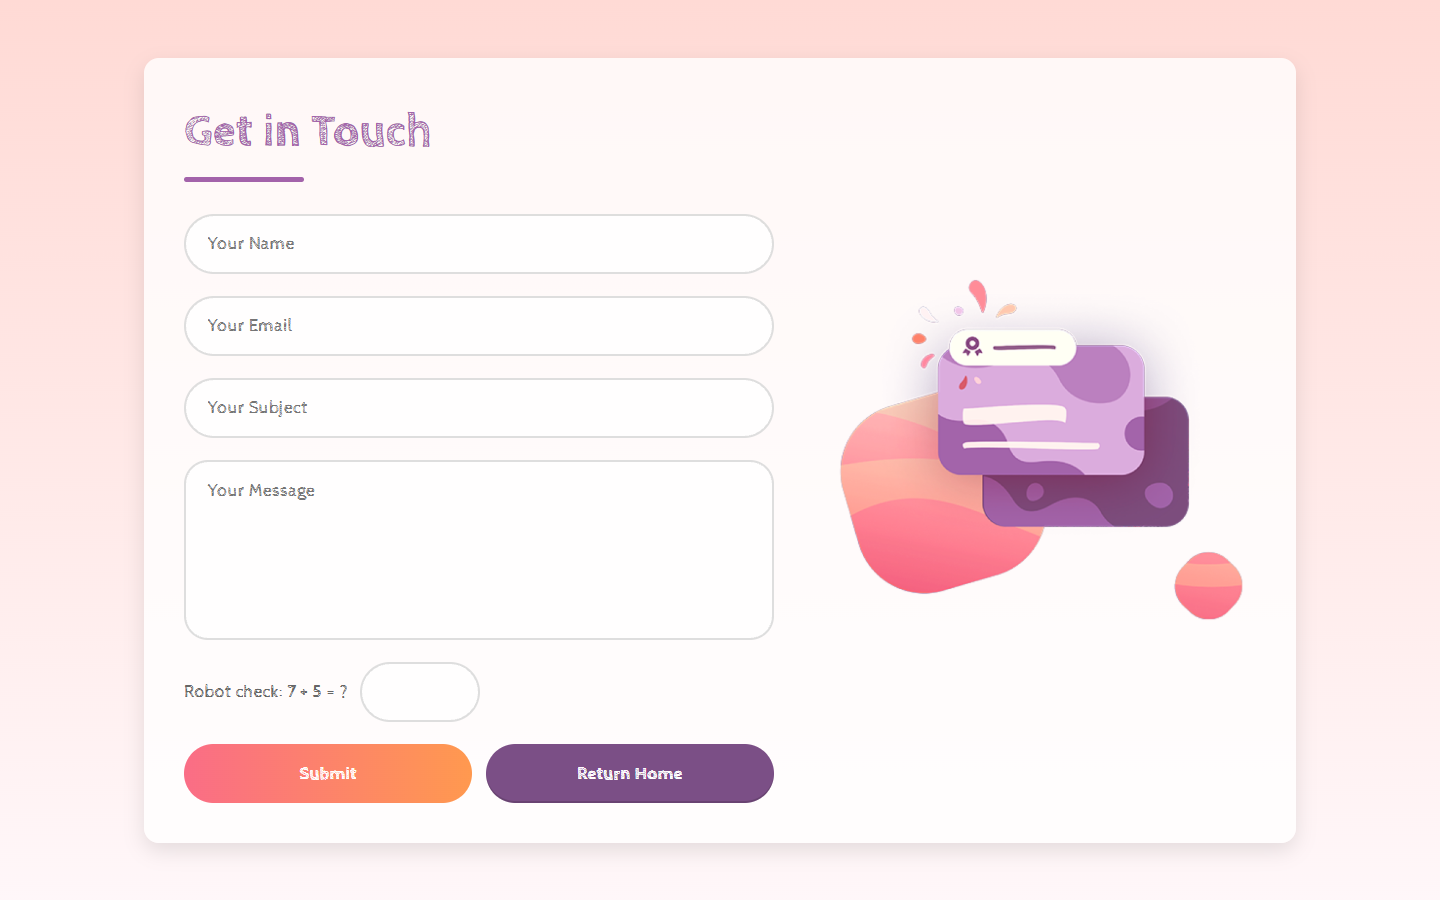 Get in Touch
Your Name
Your Email
Your Subject
Your Message
Robot check: 7 + 5 = ?
Submit
Return Home